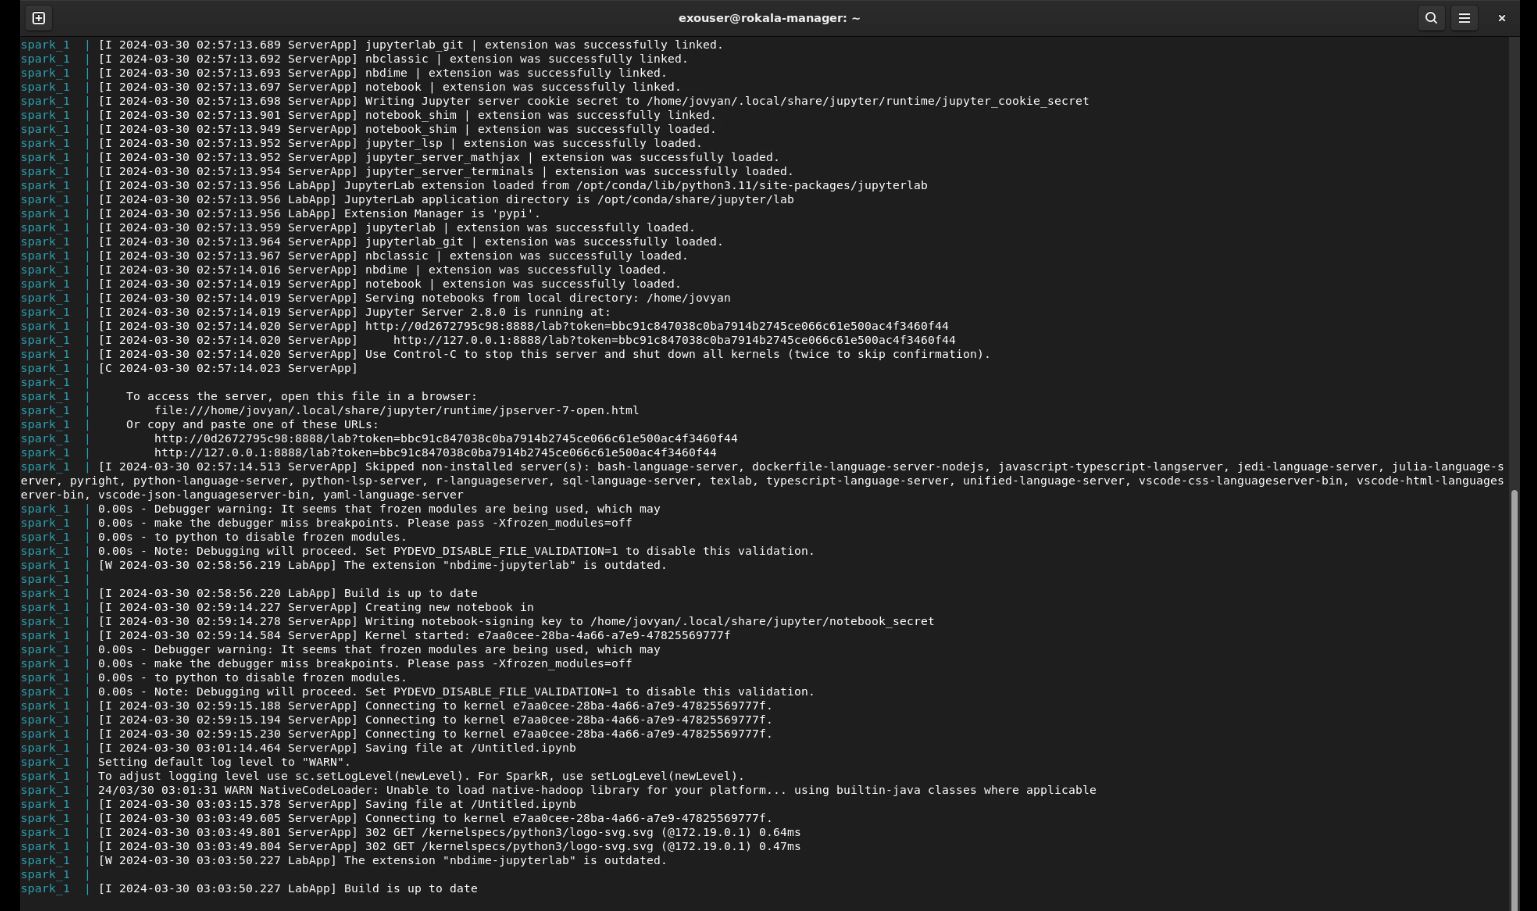 exouser@rokala-manager: ~
spark_1  | [I 2024-03-30 02:57:13.689 ServerApp] jupyterlab_git | extension was successfully linked.
spark_1  | [I 2024-03-30 02:57:13.692 ServerApp] nbclassic | extension was successfully linked.
spark_1  | [I 2024-03-30 02:57:13.693 ServerApp] nbdime | extension was successfully linked.
spark_1  | [I 2024-03-30 02:57:13.697 ServerApp] notebook | extension was successfully linked.
spark_1  | [I 2024-03-30 02:57:13.698 ServerApp] Writing Jupyter server cookie secret to /home/jovyan/.local/share/jupyter/runtime/jupyter_cookie_secret
spark_1  | [I 2024-03-30 02:57:13.901 ServerApp] notebook_shim | extension was successfully linked.
spark_1  | [I 2024-03-30 02:57:13.949 ServerApp] notebook_shim | extension was successfully loaded.
spark_1  | [I 2024-03-30 02:57:13.952 ServerApp] jupyter_lsp | extension was successfully loaded.
spark_1  | [I 2024-03-30 02:57:13.952 ServerApp] jupyter_server_mathjax | extension was successfully loaded.
spark_1  | [I 2024-03-30 02:57:13.954 ServerApp] jupyter_server_terminals | extension was successfully loaded.
spark_1  | [I 2024-03-30 02:57:13.956 LabApp] JupyterLab extension loaded from /opt/conda/lib/python3.11/site-packages/jupyterlab
spark_1  | [I 2024-03-30 02:57:13.956 LabApp] JupyterLab application directory is /opt/conda/share/jupyter/lab
spark_1  | [I 2024-03-30 02:57:13.956 LabApp] Extension Manager is 'pypi'.
spark_1  | [I 2024-03-30 02:57:13.959 ServerApp] jupyterlab | extension was successfully loaded.
spark_1  | [I 2024-03-30 02:57:13.964 ServerApp] jupyterlab_git | extension was successfully loaded.
spark_1  | [I 2024-03-30 02:57:13.967 ServerApp] nbclassic | extension was successfully loaded.
spark_1  | [I 2024-03-30 02:57:14.016 ServerApp] nbdime | extension was successfully loaded.
spark_1  | [I 2024-03-30 02:57:14.019 ServerApp] notebook | extension was successfully loaded.
spark_1  | [I 2024-03-30 02:57:14.019 ServerApp] Serving notebooks from local directory: /home/jovyan
spark_1  | [I 2024-03-30 02:57:14.019 ServerApp] Jupyter Server 2.8.0 is running at:
spark_1  | [I 2024-03-30 02:57:14.020 ServerApp] http://0d2672795c98:8888/lab?token=bbc91c847038c0ba7914b2745ce066c61e500ac4f3460f44
spark_1  | [I 2024-03-30 02:57:14.020 ServerApp]     http://127.0.0.1:8888/lab?token=bbc91c847038c0ba7914b2745ce066c61e500ac4f3460f44
spark_1  | [I 2024-03-30 02:57:14.020 ServerApp] Use Control-C to stop this server and shut down all kernels (twice to skip confirmation).
spark_1  | [C 2024-03-30 02:57:14.023 ServerApp]
spark_1  |
spark_1  |     To access the server, open this file in a browser:
spark_1  |         file:///home/jovyan/.local/share/jupyter/runtime/jpserver-7-open.html
spark_1  |     Or copy and paste one of these URLs:
spark_1  |         http://0d2672795c98:8888/lab?token=bbc91c847038c0ba7914b2745ce066c61e500ac4f3460f44
spark_1  |         http://127.0.0.1:8888/lab?token=bbc91c847038c0ba7914b2745ce066c61e500ac4f3460f44
spark_1  | [I 2024-03-30 02:57:14.513 ServerApp] Skipped non-installed server(s): bash-language-server, dockerfile-language-server-nodejs, javascript-typescript-langserver, jedi-language-server, julia-language-s
erver, pyright, python-language-server, python-lsp-server, r-languageserver, sql-language-server, texlab, typescript-language-server, unified-language-server, vscode-css-languageserver-bin, vscode-html-languages
erver-bin, vscode-json-languageserver-bin, yaml-language-server
spark_1  | 0.00s - Debugger warning: It seems that frozen modules are being used, which may
spark_1  | 0.00s - make the debugger miss breakpoints. Please pass -Xfrozen_modules=off
spark_1  | 0.00s - to python to disable frozen modules.
spark_1  | 0.00s - Note: Debugging will proceed. Set PYDEVD_DISABLE_FILE_VALIDATION=1 to disable this validation.
spark_1  | [W 2024-03-30 02:58:56.219 LabApp] The extension "nbdime-jupyterlab" is outdated.
spark_1  |
spark_1  | [I 2024-03-30 02:58:56.220 LabApp] Build is up to date
spark_1  | [I 2024-03-30 02:59:14.227 ServerApp] Creating new notebook in
spark_1  | [I 2024-03-30 02:59:14.278 ServerApp] Writing notebook-signing key to /home/jovyan/.local/share/jupyter/notebook_secret
spark_1  | [I 2024-03-30 02:59:14.584 ServerApp] Kernel started: e7aa0cee-28ba-4a66-a7e9-47825569777f
spark_1  | 0.00s - Debugger warning: It seems that frozen modules are being used, which may
spark_1  | 0.00s - make the debugger miss breakpoints. Please pass -Xfrozen_modules=off
spark_1  | 0.00s - to python to disable frozen modules.
spark_1  | 0.00s - Note: Debugging will proceed. Set PYDEVD_DISABLE_FILE_VALIDATION=1 to disable this validation.
spark_1  | [I 2024-03-30 02:59:15.188 ServerApp] Connecting to kernel e7aa0cee-28ba-4a66-a7e9-47825569777f.
spark_1  | [I 2024-03-30 02:59:15.194 ServerApp] Connecting to kernel e7aa0cee-28ba-4a66-a7e9-47825569777f.
spark_1  | [I 2024-03-30 02:59:15.230 ServerApp] Connecting to kernel e7aa0cee-28ba-4a66-a7e9-47825569777f.
spark_1  | [I 2024-03-30 03:01:14.464 ServerApp] Saving file at /Untitled.ipynb
spark_1  | Setting default log level to "WARN".
spark_1  | To adjust logging level use sc.setLogLevel(newLevel). For SparkR, use setLogLevel(newLevel).
spark_1  | 24/03/30 03:01:31 WARN NativeCodeLoader: Unable to load native-hadoop library for your platform... using builtin-java classes where applicable
spark_1  | [I 2024-03-30 03:03:15.378 ServerApp] Saving file at /Untitled.ipynb
spark_1  | [I 2024-03-30 03:03:49.605 ServerApp] Connecting to kernel e7aa0cee-28ba-4a66-a7e9-47825569777f.
spark_1  | [I 2024-03-30 03:03:49.801 ServerApp] 302 GET /kernelspecs/python3/logo-svg.svg (@172.19.0.1) 0.64ms
spark_1  | [I 2024-03-30 03:03:49.804 ServerApp] 302 GET /kernelspecs/python3/logo-svg.svg (@172.19.0.1) 0.47ms
spark_1  | [W 2024-03-30 03:03:50.227 LabApp] The extension "nbdime-jupyterlab" is outdated.
spark_1  |
spark_1  | [I 2024-03-30 03:03:50.227 LabApp] Build is up to date